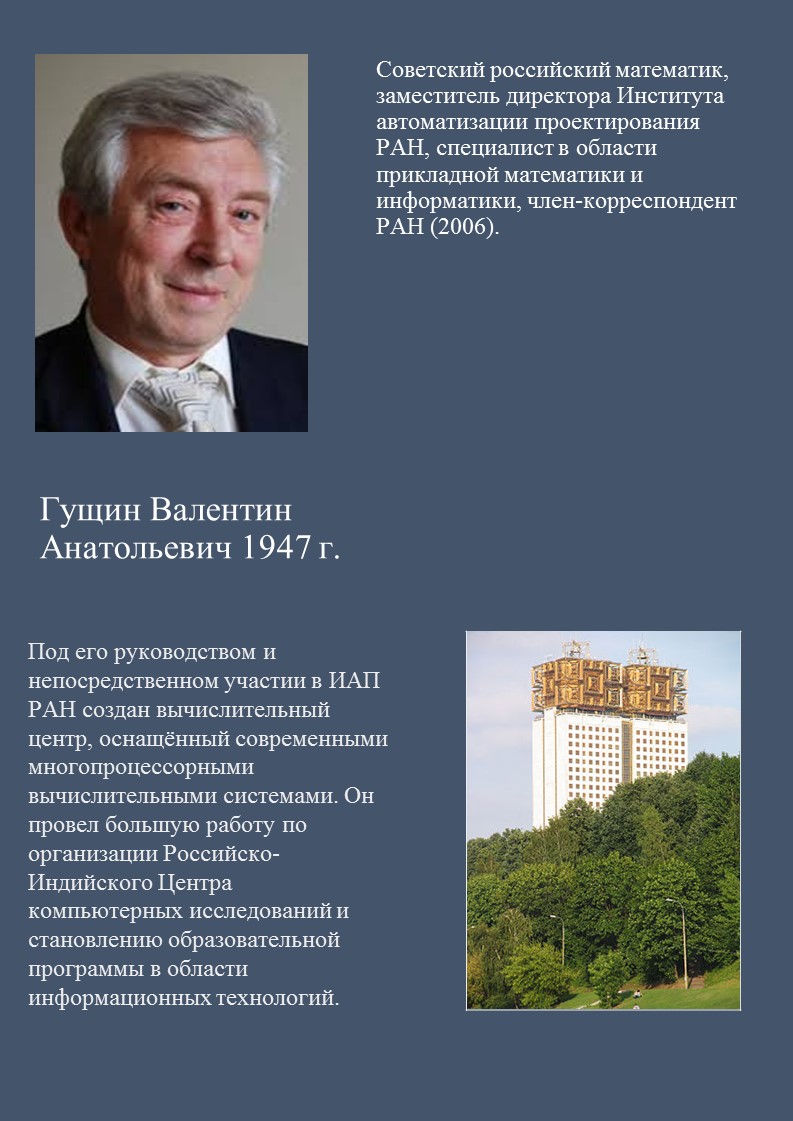 Советский российский математик,
заместитель директора Института
автоматизации проектирования
РАН, специалист в области
прикладной математики и
информатики, член-корреспондент
РАН (2006).
Гущин Валентин
Анатольевич 1947 г.
Под его руководством и
непосредственном участии в ИАП
РАН создан вычислительный
центр, оснащённый современными
многопроцессорными
вычислительными системами. Он
провел большую работу по
организации Российско-
Индийского Центра
компьютерных исследований и
становлению образовательной
программы в области
информационных технологий.